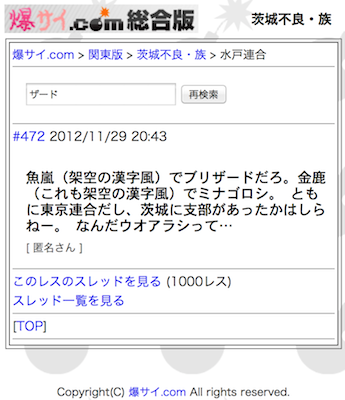 爆サイ.com総合版
茨城不良・族
爆サイ.com > 関東版 > 茨城不良・族 > 水戸連合
ザード
再検索
#472 2012/11/29 20:43
魚嵐（架空の漢字風）でブリザードだろ。金鹿
（これも架空の漢字風）でミナゴロシ。 とも
に東京連合だし、茨城に支部があったかはしら
ねー。 なんだウオアラシって…
[ 匿名さん ]
このレスのスレッドを見る (1000レス)
スレッド一覧を見る
[TOP]
Copyright(C) 爆サイ.com All rights reserved.